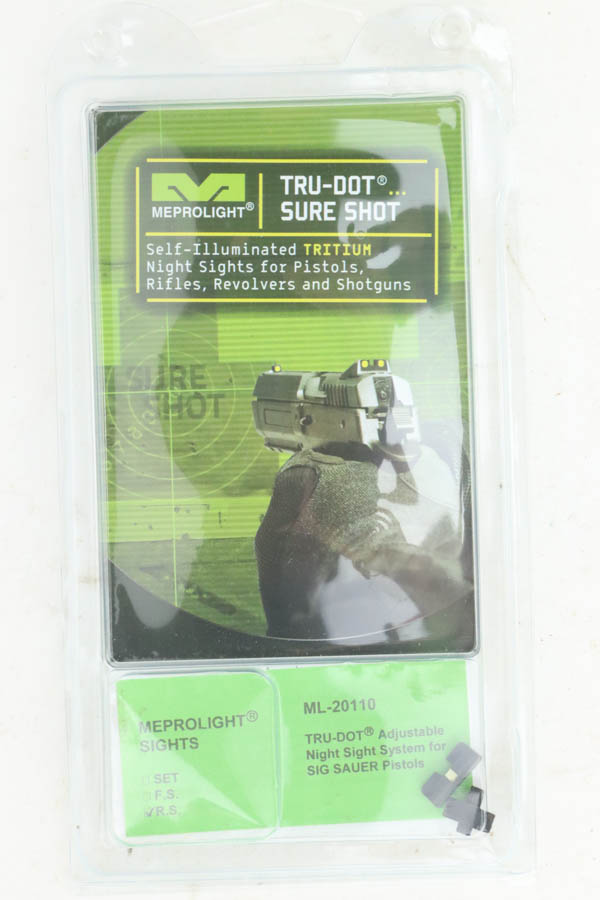 MEPROLIGHT®
TRU-DOT®...
SURE SHOT
Self-Illuminated TRITIUM
Night Sights for Pistols,
Rifles, Revolvers and Shotguns
SURE
SHOT
MEPROLIGHT®
SIGHTS
SET
F.S.
R.S.
ML-20110
TRU-DOT® Adjustable
Night Sight System for
SIG SAUER Pistols